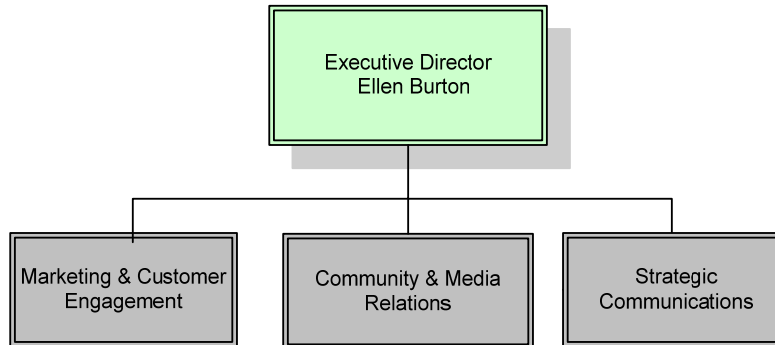 Executive Director
Ellen Burton
Marketing & Customer
Engagement
Community & Media
Relations
Strategic
Communications